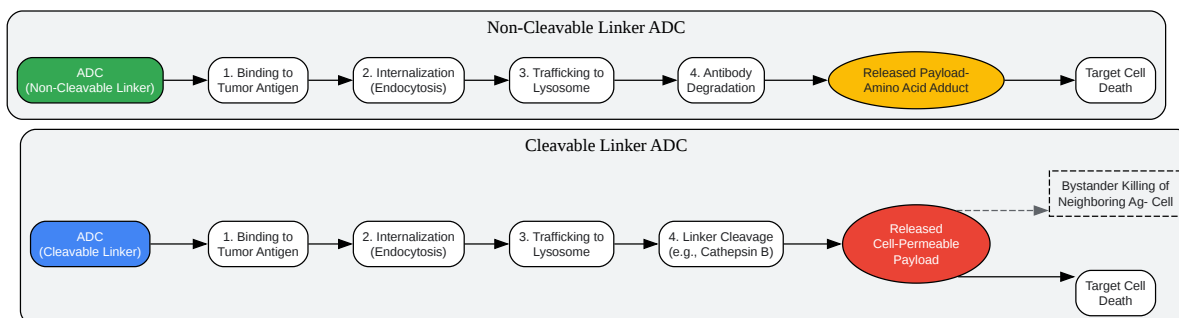 Non-Cleavable Linker ADC
ADC
(Non-Cleavable Linker)
1. Binding to
Tumor Antigen
2. Internalization
(Endocytosis)
3. Trafficking to
Lysosome
4. Antibody
Degradation
Released Payload-
Amino Acid Adduct
Target Cell
Death
Cleavable Linker ADC
ADC
(Cleavable Linker)
1. Binding to
Tumor Antigen
2. Internalization
(Endocytosis)
3. Trafficking to
Lysosome
4. Linker Cleavage
(e.g., Cathepsin B)
Released
Cell-Permeable
Payload
Bystander Killing of
Neighboring Ag- Cell
Target Cell
Death